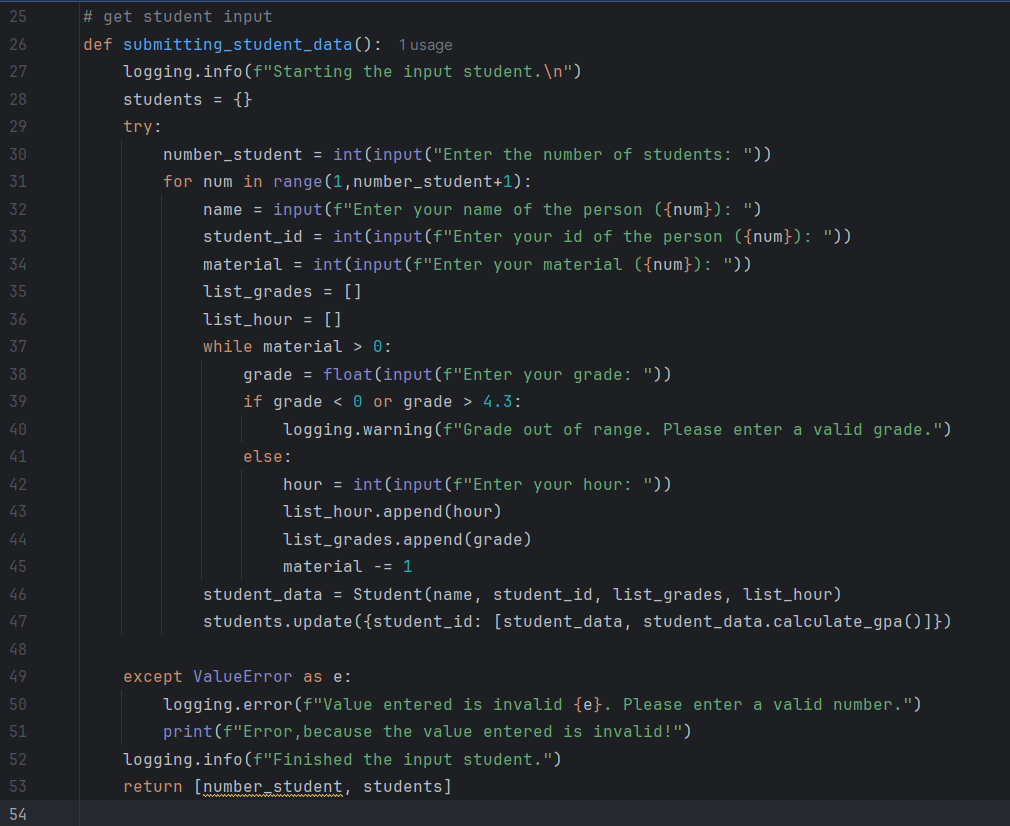 25 # get student input
26 def submitting_student_data(): 1 usage
27     logging.info(f"Starting the input student.\n")
28     students = {}
29     try:
30         number_student = int(input("Enter the number of students: "))
31         for num in range(1,number_student+1):
32             name = input(f"Enter your name of the person ({num}): ")
33             student_id = int(input(f"Enter your id of the person ({num}): "))
34             material = int(input(f"Enter your material ({num}): "))
35             list_grades = []
36             list_hour = []
37             while material > 0:
38                 grade = float(input(f"Enter your grade: "))
39                 if grade < 0 or grade > 4.3:
40                     logging.warning(f"Grade out of range. Please enter a valid grade.")
41                 else:
42                     hour = int(input(f"Enter your hour: "))
43                     list_hour.append(hour)
44                     list_grades.append(grade)
45                     material -= 1
46             student_data = Student(name, student_id, list_grades, list_hour)
47             students.update({student_id: [student_data, student_data.calculate_gpa()]})
48
49     except ValueError as e:
50         logging.error(f"Value entered is invalid {e}. Please enter a valid number.")
51         print(f"Error,because the value entered is invalid!")
52     logging.info(f"Finished the input student.")
53     return [number_student, students]
54